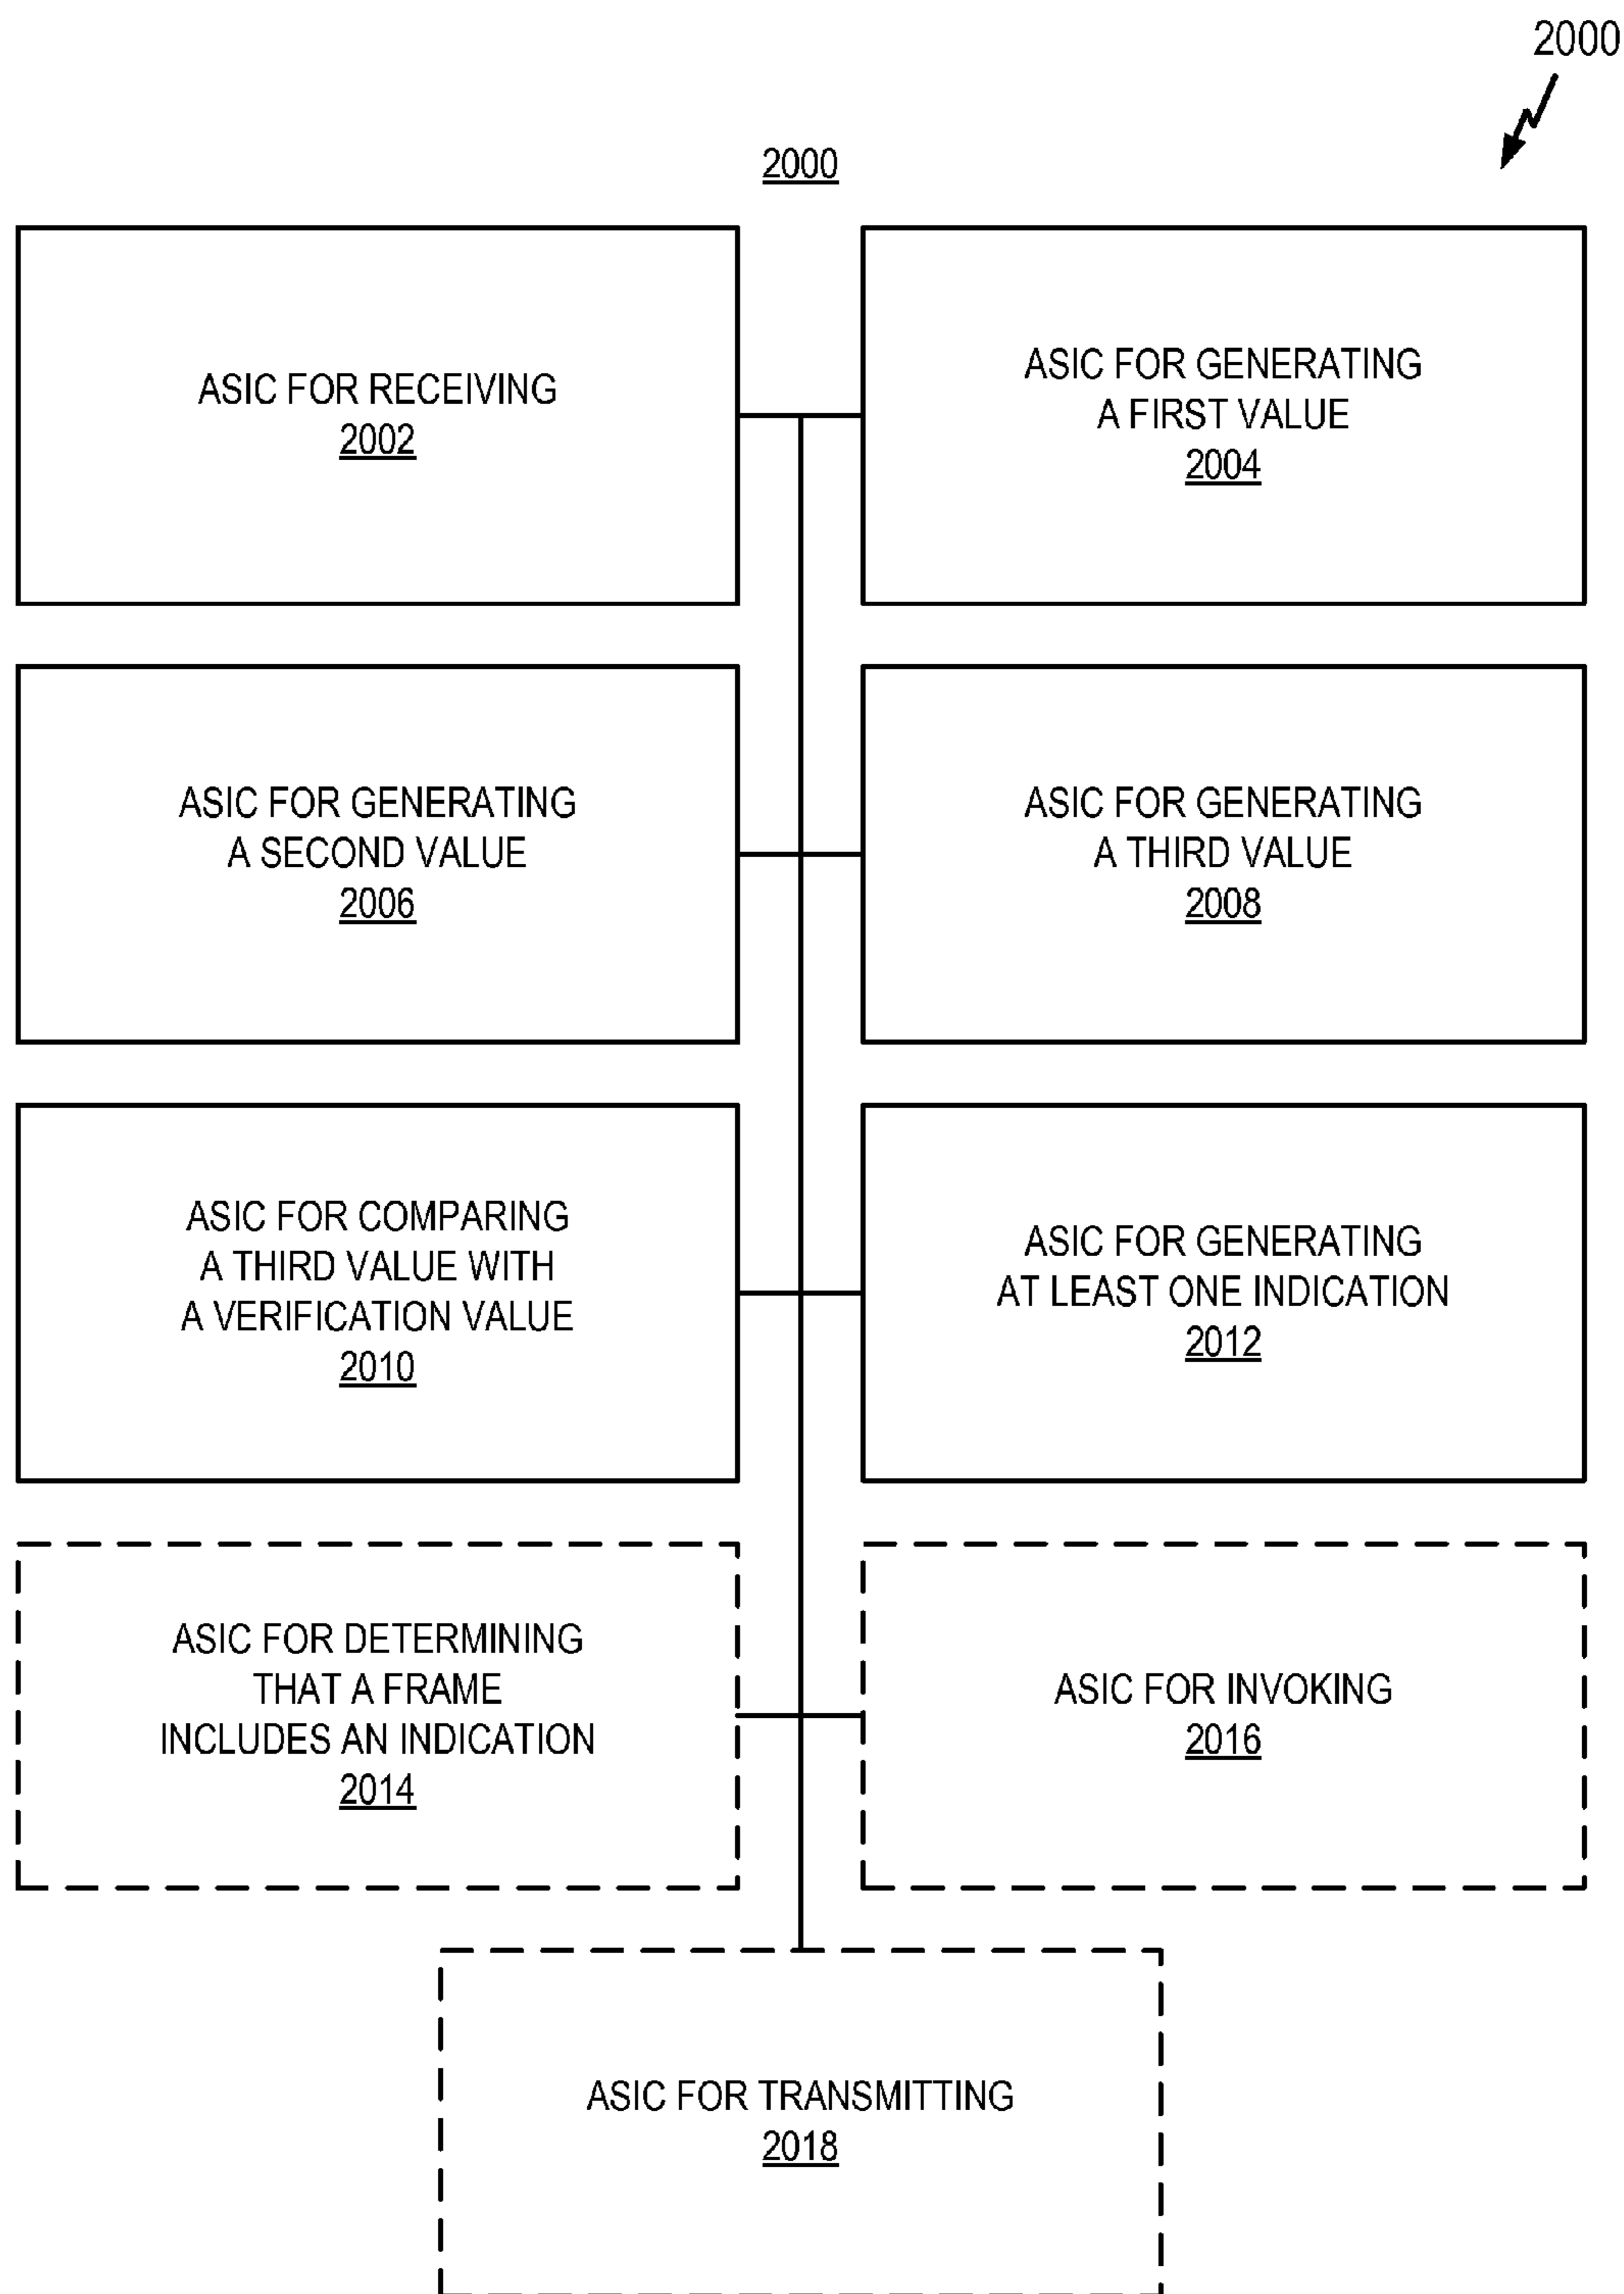 2000
2000
ASIC FOR RECEIVING
2002
ASIC FOR GENERATING
A FIRST VALUE
2004
ASIC FOR GENERATING
A SECOND VALUE
2006
ASIC FOR GENERATING
A THIRD VALUE
2008
ASIC FOR COMPARING
A THIRD VALUE WITH
A VERIFICATION VALUE
2010
ASIC FOR GENERATING
AT LEAST ONE INDICATION
2012
ASIC FOR DETERMINING
THAT A FRAME
INCLUDES AN INDICATION
2014
ASIC FOR INVOKING
2016
ASIC FOR TRANSMITTING
2018